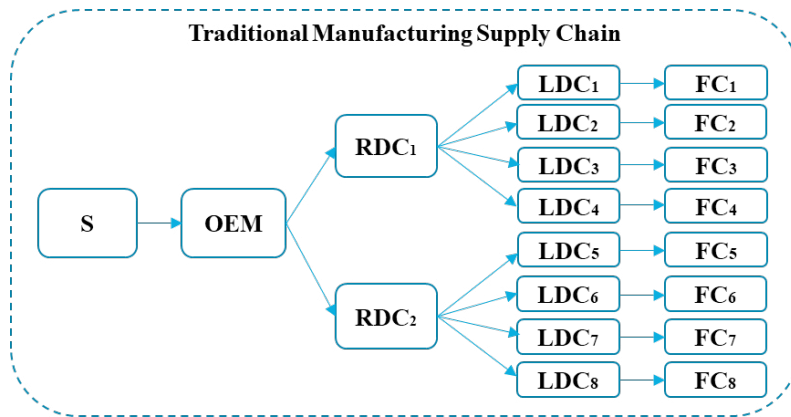 Traditional Manufacturing Supply Chain
S
OEM
RDC₁
RDC₂
LDC₁
FC₁
LDC₂
FC₂
LDC₃
FC₃
LDC₄
FC₄
LDC₅
FC₅
LDC₆
FC₆
LDC₇
FC₇
LDC₈
FC₈